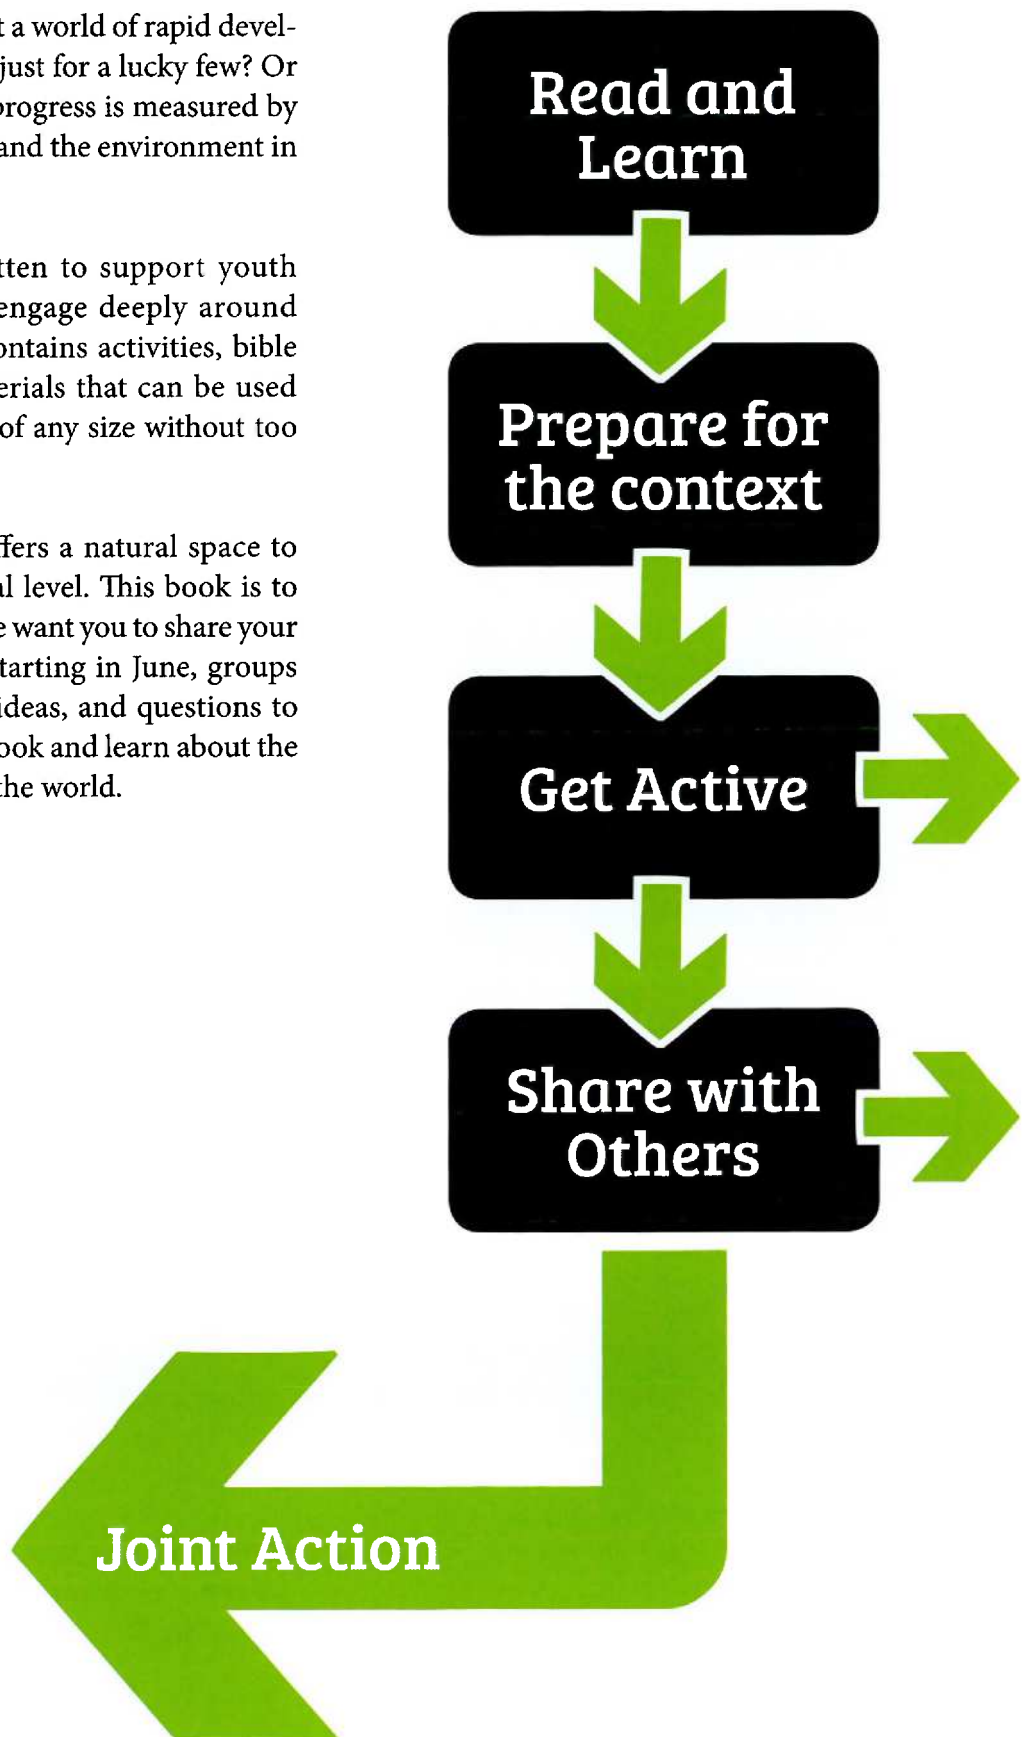 t a world of rapid devel-
just for a lucky few? Or
progress is measured by
and the environment in
tten to support youth
engage deeply around
ontains activities, bible
erials that can be used
of any size without too
ffers a natural space to
al level. This book is to
e want you to share your
tarting in June, groups
ideas, and questions to
ook and learn about the
the world.
Read and
Learn
Prepare for
the context
Get Active
Share with
Others
Joint Action